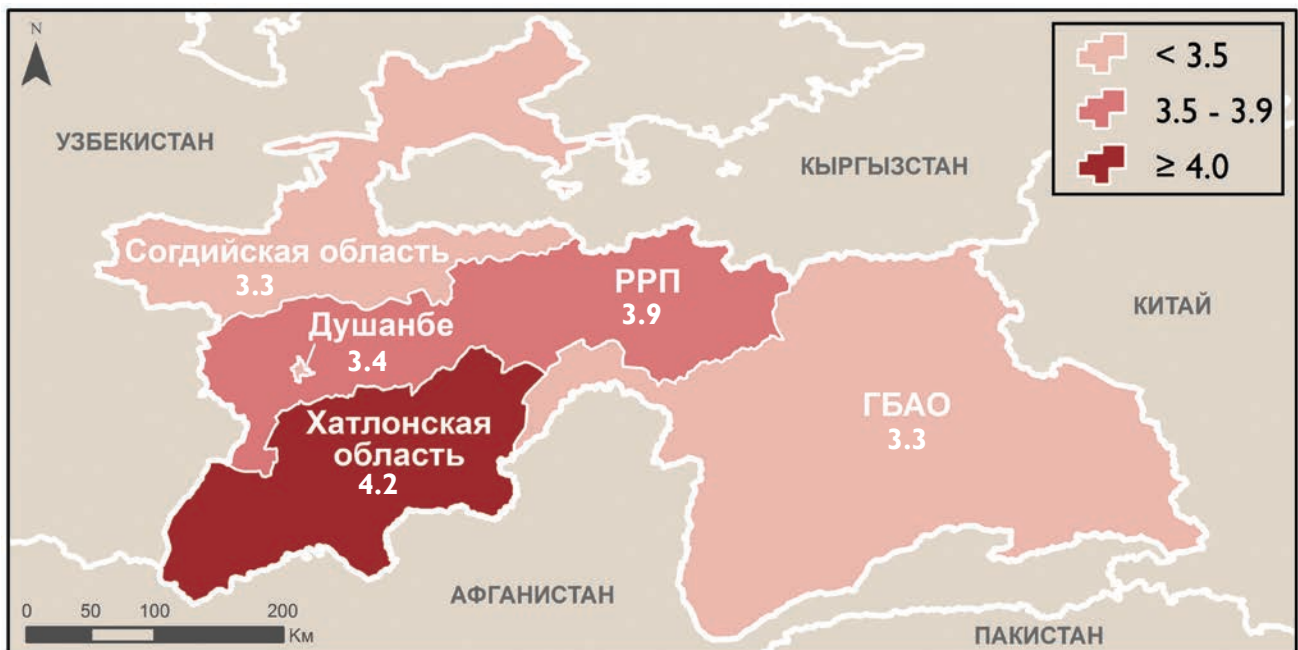 N
< 3.5
3.5 - 3.9
≥ 4.0
УЗБЕКИСТАН
КЫРГЫЗСТАН
Согдийская область
3.3
РРП
3.9
КИТАЙ
Душанбе
3.4
ГБАО
3.3
Хатлонская
область
4.2
АФГАНИСТАН
ПАКИСТАН
0 50 100 200
Км